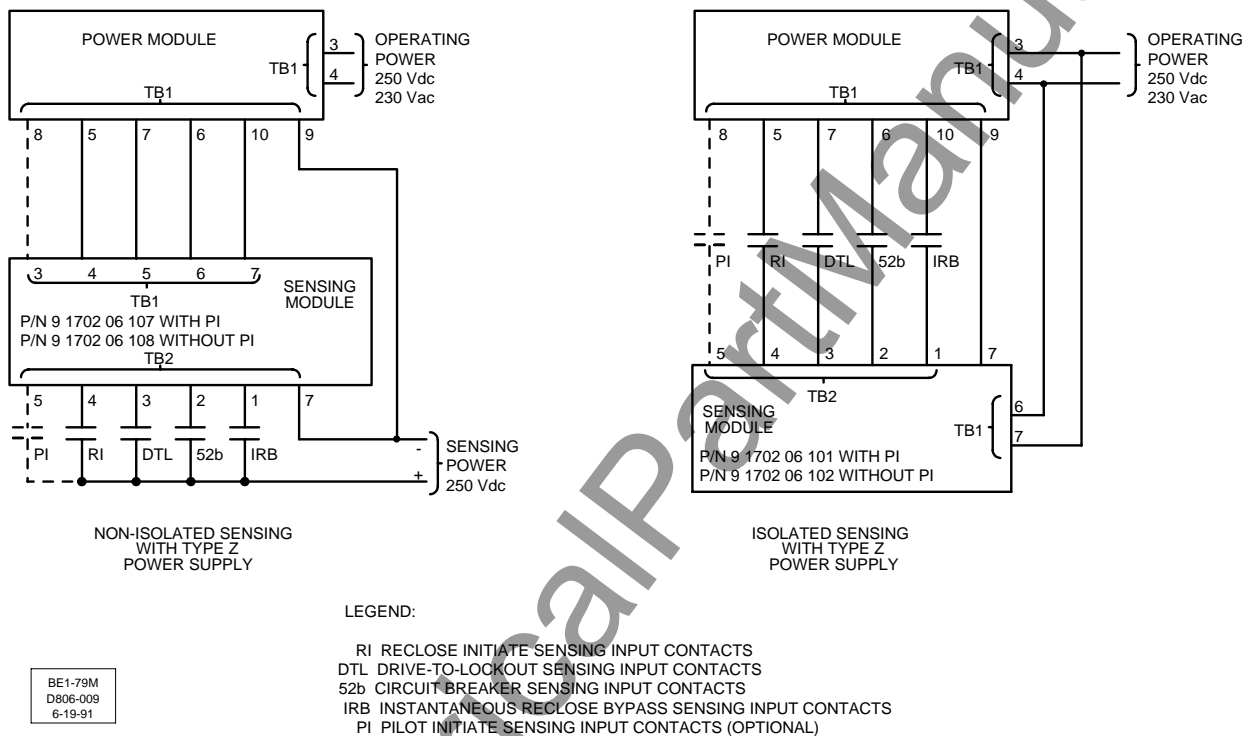 POWER MODULE
TB1
3
4
OPERATING
POWER
250 Vdc
230 Vac
TB1
8 5 7 6 10 9
3 4 5 6 7
TB1
SENSING
MODULE
P/N 9 1702 06 107 WITH PI
P/N 9 1702 06 108 WITHOUT PI
TB2
5 4 3 2 1 7
PI RI DTL 52b IRB
-
+
SENSING
POWER
250 Vdc
NON-ISOLATED SENSING
WITH TYPE Z
POWER SUPPLY
POWER MODULE
TB1
3
4
OPERATING
POWER
250 Vdc
230 Vac
TB1
8 5 7 6 10 9
PI RI DTL 52b IRB
5 4 3 2 1 7
TB2
SENSING
MODULE
TB1
6
7
P/N 9 1702 06 101 WITH PI
P/N 9 1702 06 102 WITHOUT PI
ISOLATED SENSING
WITH TYPE Z
POWER SUPPLY
LEGEND:
RI RECLOSE INITIATE SENSING INPUT CONTACTS
DTL DRIVE-TO-LOCKOUT SENSING INPUT CONTACTS
52b CIRCUIT BREAKER SENSING INPUT CONTACTS
IRB INSTANTANEOUS RECLOSE BYPASS SENSING INPUT CONTACTS
PI PILOT INITIATE SENSING INPUT CONTACTS (OPTIONAL)
BE1-79M
D806-009
6-19-91
ricalPartManu